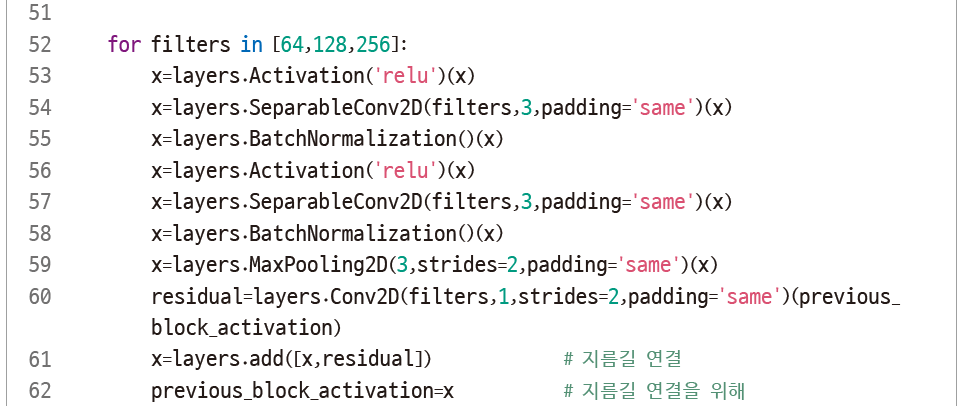 51
52 for filters in [64,128,256]:
53 x=layers.Activation('relu')(x)
54 x=layers.SeparableConv2D(filters,3,padding='same')(x)
55 x=layers.BatchNormalization()(x)
56 x=layers.Activation('relu')(x)
57 x=layers.SeparableConv2D(filters,3,padding='same')(x)
58 x=layers.BatchNormalization()(x)
59 x=layers.MaxPooling2D(3,strides=2,padding='same')(x)
60 residual=layers.Conv2D(filters,1,strides=2,padding='same')(previous_
block_activation)
61 x=layers.add([x,residual]) # 지름길 연결
62 previous_block_activation=x # 지름길 연결을 위해